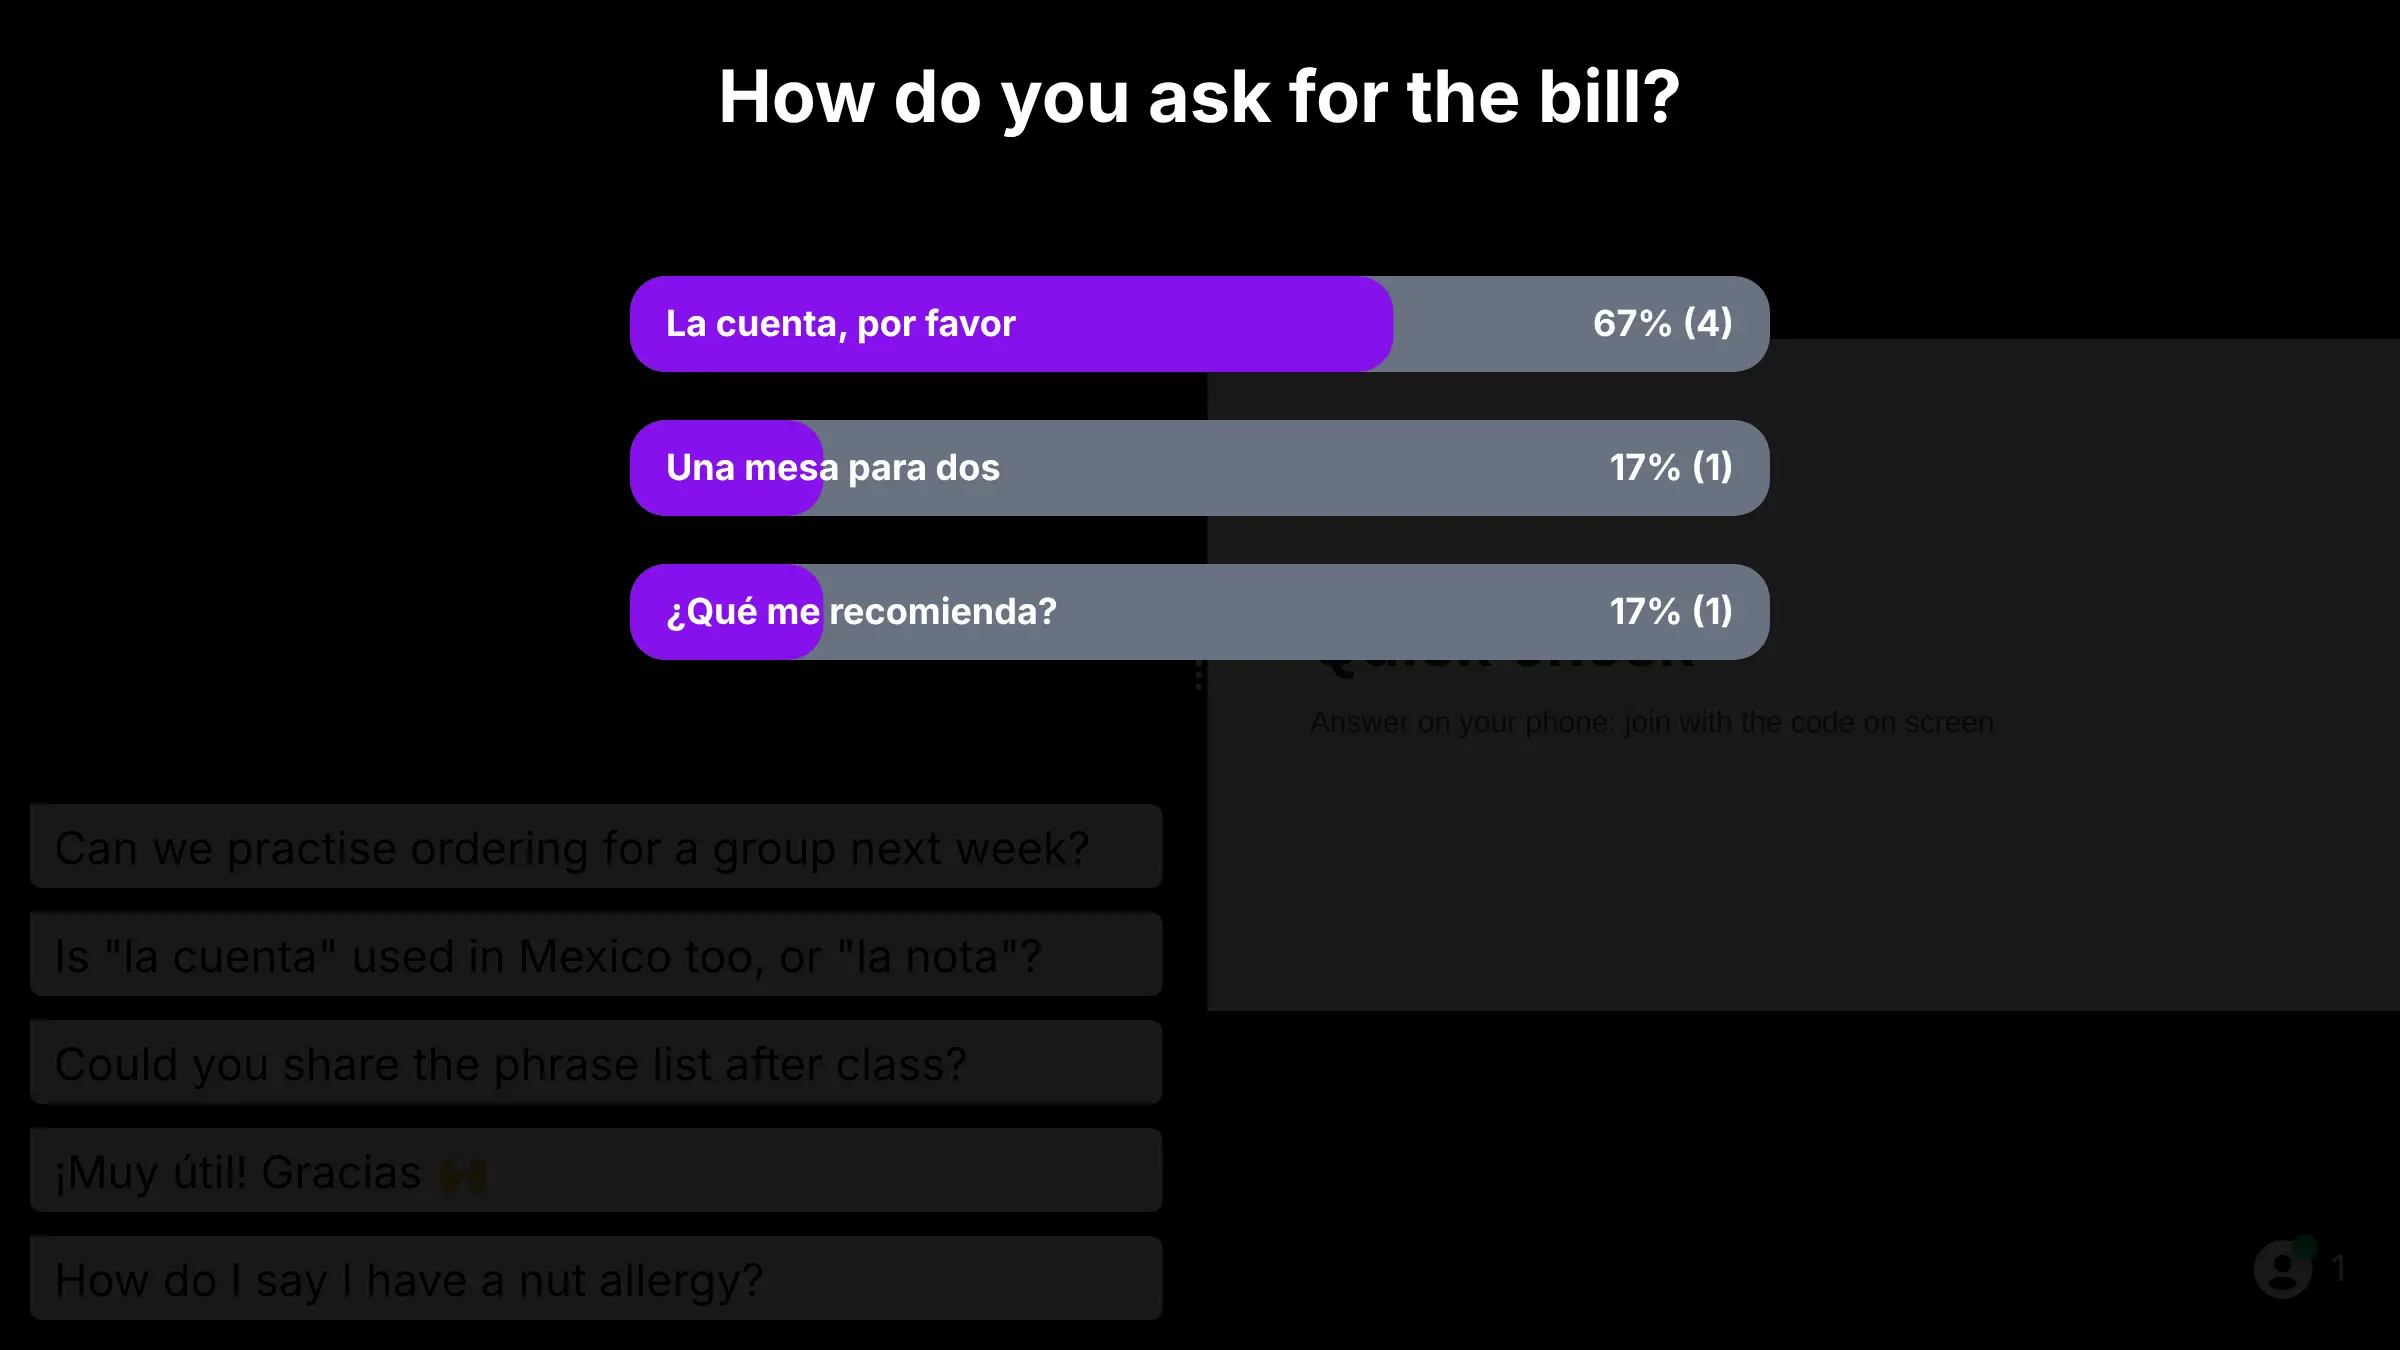 How do you ask for the bill?
La cuenta, por favor 67% (4)
Una mesa para dos 17% (1)
¿Qué me recomienda? 17% (1)
Quick check
Answer on your phone: join with the code on screen
Can we practise ordering for a group next week?
Is "la cuenta" used in Mexico too, or "la nota"?
Could you share the phrase list after class?
¡Muy útil! Gracias 🙌
How do I say I have a nut allergy?
1